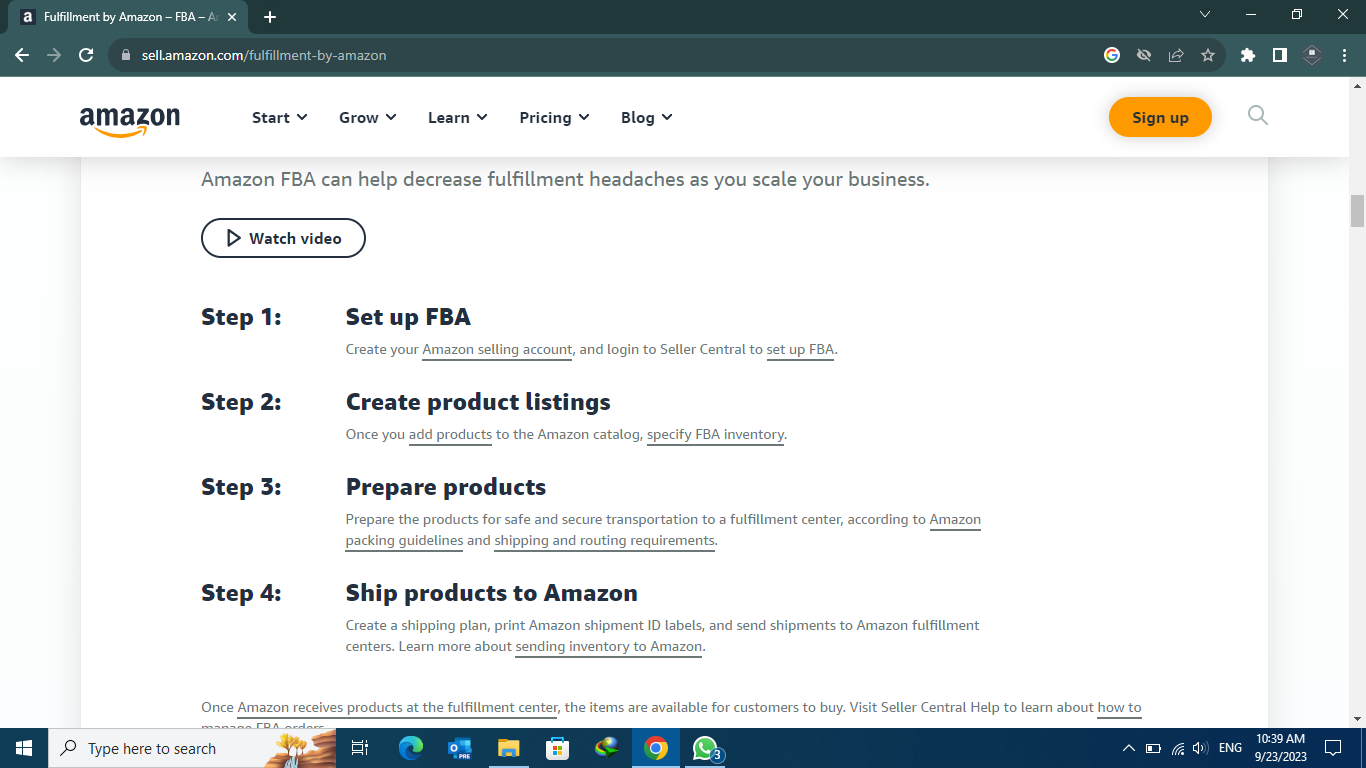 Fulfillment by Amazon – FBA – A
sell.amazon.com/fulfillment-by-amazon
amazon
Start
Grow
Learn
Pricing
Blog
Sign up
Amazon FBA can help decrease fulfillment headaches as you scale your business.
Watch video
Step 1:
Set up FBA
Create your Amazon selling account, and login to Seller Central to set up FBA.
Step 2:
Create product listings
Once you add products to the Amazon catalog, specify FBA inventory.
Step 3:
Prepare products
Prepare the products for safe and secure transportation to a fulfillment center, according to Amazon
packing guidelines and shipping and routing requirements.
Step 4:
Ship products to Amazon
Create a shipping plan, print Amazon shipment ID labels, and send shipments to Amazon fulfillment
centers. Learn more about sending inventory to Amazon.
Once Amazon receives products at the fulfillment center, the items are available for customers to buy. Visit Seller Central Help to learn about how to
manage FBA orders.
Type here to search
PRE
3
ENG
10:39 AM
9/23/2023